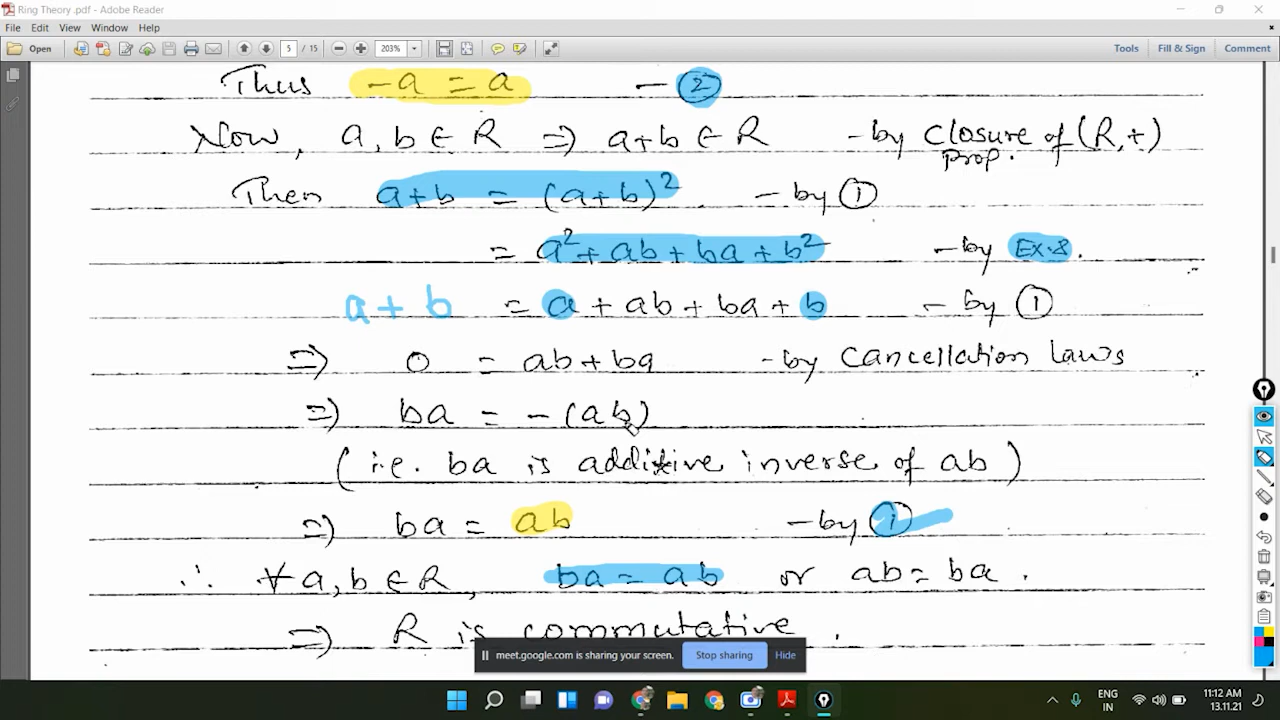 Ring Theory .pdf - Adobe Reader
File Edit View Window Help
Open 5 / 15 203% Tools Fill & Sign Comment
Thus -a = a - ②
Now, a, b ∈ R ⇒ a+b ∈ R - by Closure of (R,+)
Prop.
Then a+b = (a+b)² - by ①
= a² + ab + ba + b² - by Ex.8.
a + b = a + ab + ba + b - by ①
⇒ 0 = ab + ba - by Cancellation laws
⇒ ba = -(ab)
(i.e. ba is additive inverse of ab)
⇒ ba = ab - by ①
∴ ∀ a, b ∈ R, ba = ab or ab = ba.
⇒ R is commutative.
meet.google.com is sharing your screen. Stop sharing Hide
ENG
IN
11:12 AM
13.11.21